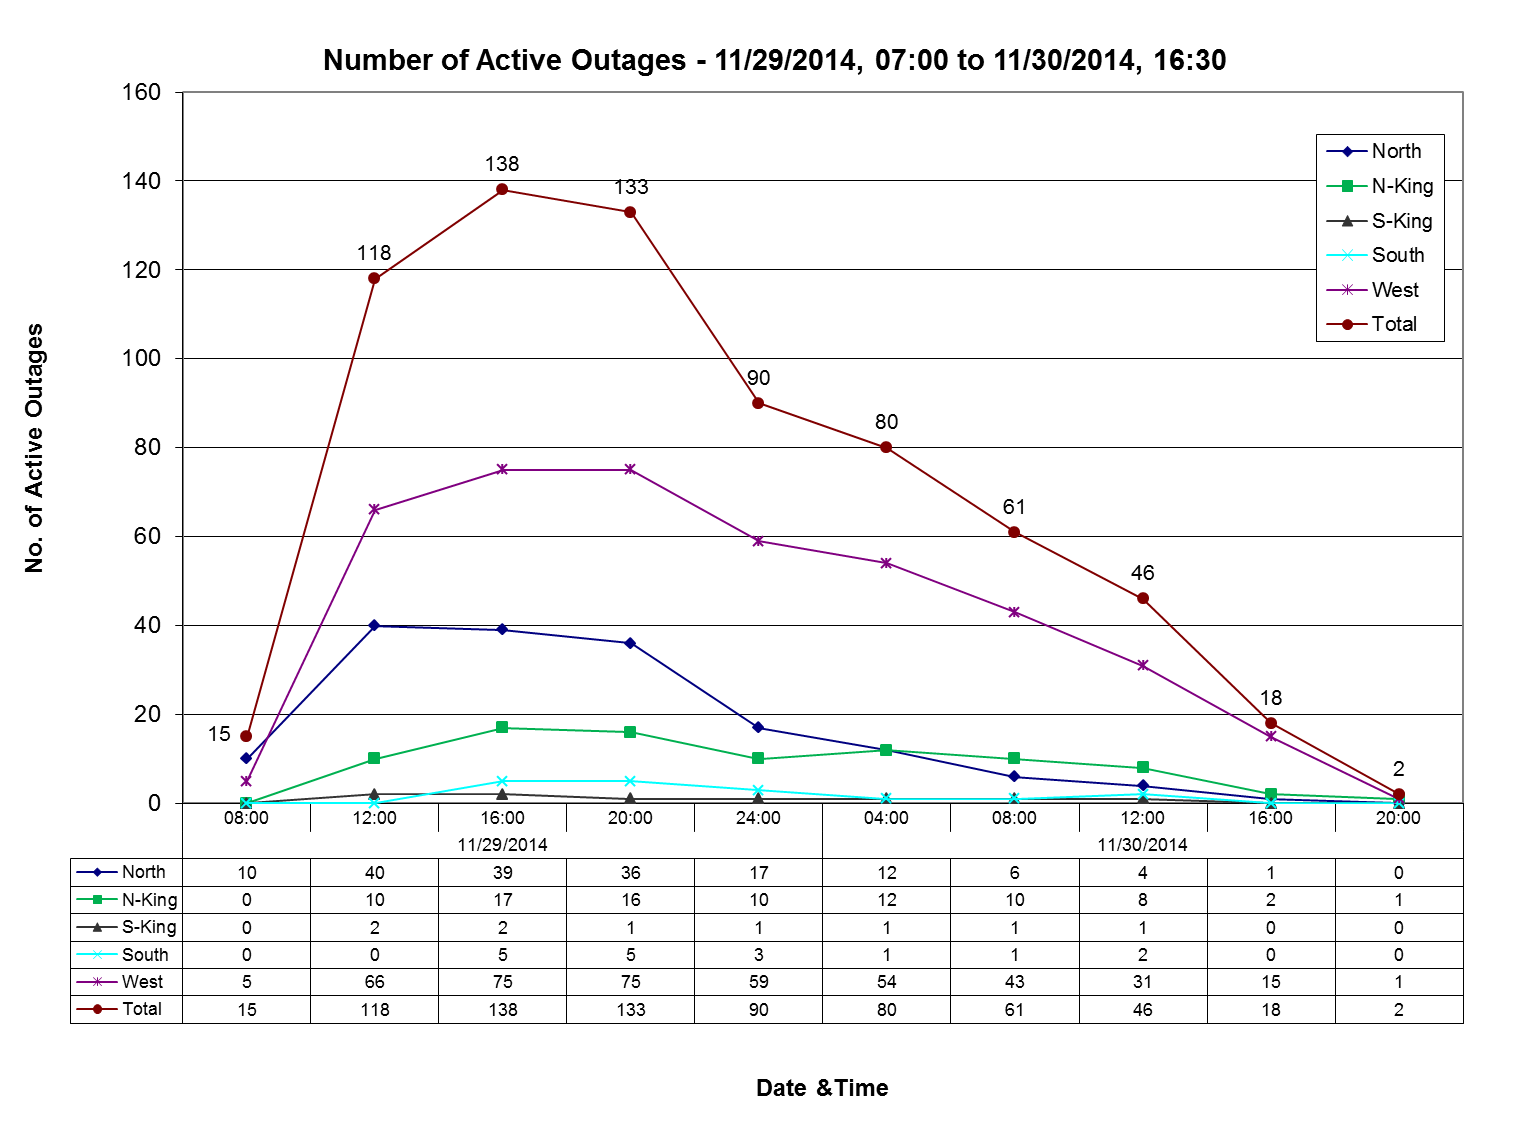 Number of Active Outages - 11/29/2014, 07:00 to 11/30/2014, 16:30
No. of Active Outages
160
140
120
100
80
60
40
20
0
15
118
138
133
90
80
61
46
18
2
North
N-King
S-King
South
West
Total
08:00 12:00 16:00 20:00 24:00 04:00 08:00 12:00 16:00 20:00
11/29/2014 11/30/2014
North 10 40 39 36 17 12 6 4 1 0
N-King 0 10 17 16 10 12 10 8 2 1
S-King 0 2 2 1 1 1 1 1 0 0
South 0 0 5 5 3 1 1 2 0 0
West 5 66 75 75 59 54 43 31 15 1
Total 15 118 138 133 90 80 61 46 18 2
Date &Time